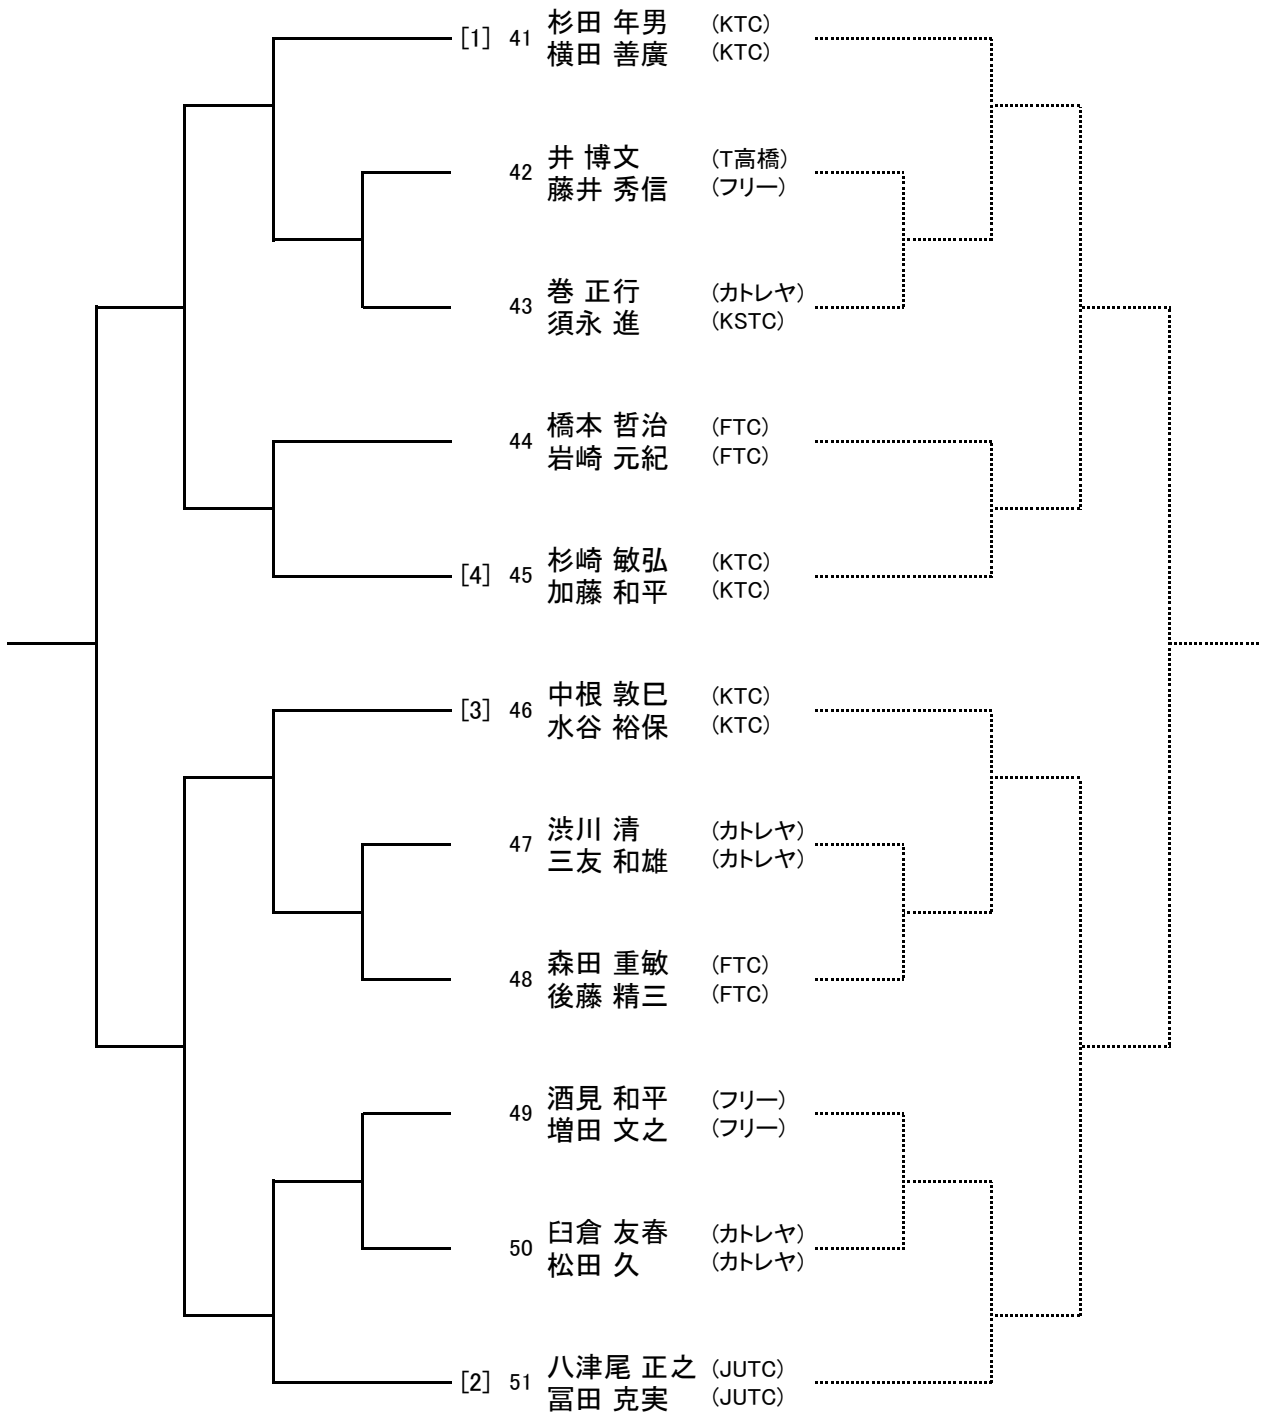 [1] 41 杉田 年男 (KTC)
横田 善廣 (KTC)
42 井 博文 (T高橋)
藤井 秀信 (フリー)
43 巻 正行 (カトレヤ)
須永 進 (KSTC)
44 橋本 哲治 (FTC)
岩崎 元紀 (FTC)
[4] 45 杉崎 敏弘 (KTC)
加藤 和平 (KTC)
[3] 46 中根 敦巳 (KTC)
水谷 裕保 (KTC)
47 渋川 清 (カトレヤ)
三友 和雄 (カトレヤ)
48 森田 重敏 (FTC)
後藤 精三 (FTC)
49 酒見 和平 (フリー)
増田 文之 (フリー)
50 臼倉 友春 (カトレヤ)
松田 久 (カトレヤ)
[2] 51 八津尾 正之 (JUTC)
冨田 克実 (JUTC)